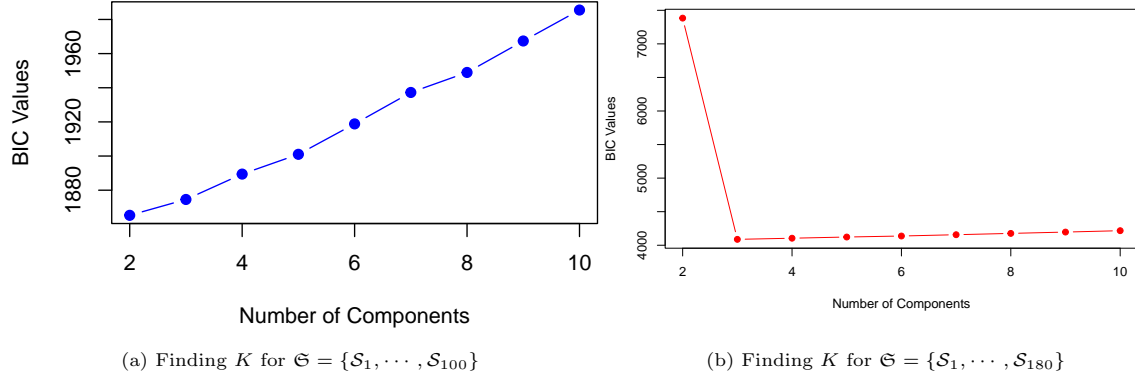 BIC Values
1880
1920
1960
2
4
6
8
10
Number of Components
(a) Finding K for 𝔖 = {𝒮₁, ⋯ , 𝒮₁₀₀}
BIC Values
4000
5000
6000
7000
2
4
6
8
10
Number of Components
(b) Finding K for 𝔖 = {𝒮₁, ⋯ , 𝒮₁₈₀}